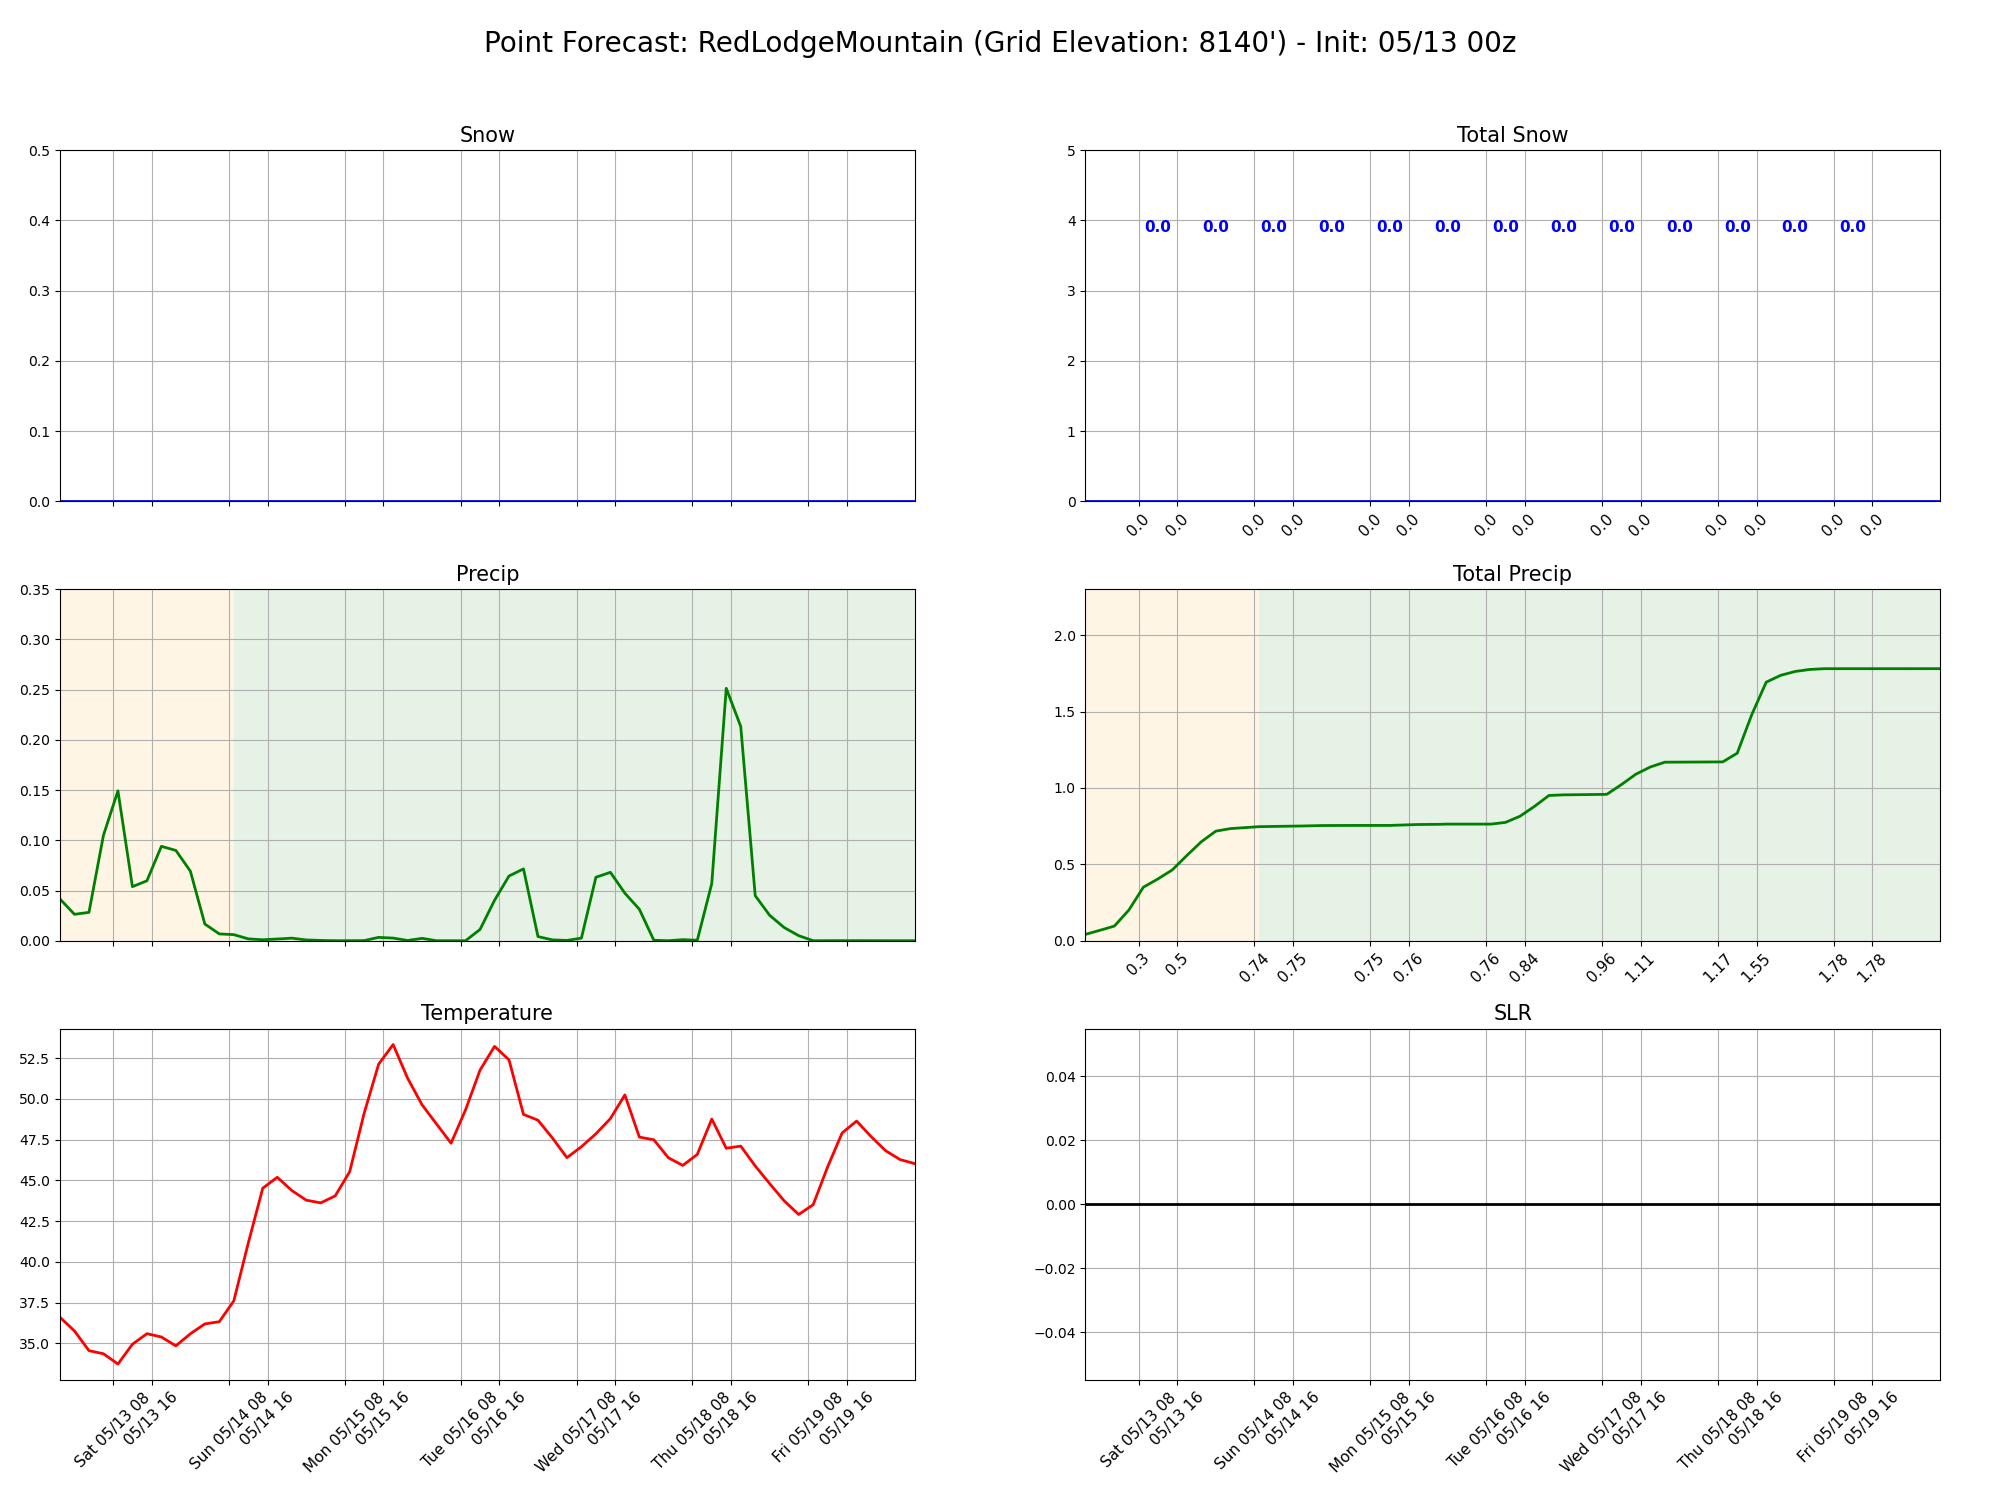 Point Forecast: RedLodgeMountain (Grid Elevation: 8140') - Init: 05/13 00z
Snow
0.5
0.4
0.3
0.2
0.1
0.0
Total Snow
5
4
3
2
1
0
0.0 0.0 0.0 0.0 0.0 0.0 0.0 0.0 0.0 0.0 0.0 0.0 0.0
0.0 0.0 0.0 0.0 0.0 0.0 0.0 0.0 0.0 0.0 0.0 0.0 0.0 0.0
Precip
0.35
0.30
0.25
0.20
0.15
0.10
0.05
0.00
Total Precip
2.0
1.5
1.0
0.5
0.0
0.3 0.5 0.74 0.75 0.75 0.76 0.76 0.84 0.96 1.11 1.17 1.55 1.78 1.78
Temperature
52.5
50.0
47.5
45.0
42.5
40.0
37.5
35.0
Sat 05/13 08
05/13 16
Sun 05/14 08
05/14 16
Mon 05/15 08
05/15 16
Tue 05/16 08
05/16 16
Wed 05/17 08
05/17 16
Thu 05/18 08
05/18 16
Fri 05/19 08
05/19 16
SLR
0.04
0.02
0.00
−0.02
−0.04
Sat 05/13 08
05/13 16
Sun 05/14 08
05/14 16
Mon 05/15 08
05/15 16
Tue 05/16 08
05/16 16
Wed 05/17 08
05/17 16
Thu 05/18 08
05/18 16
Fri 05/19 08
05/19 16